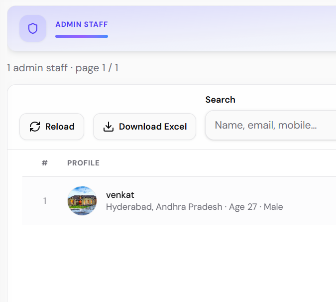 ADMIN STAFF
1 admin staff · page 1 / 1
Search
Reload
Download Excel
Name, email, mobile...
# PROFILE
1 venkat
Hyderabad, Andhra Pradesh · Age 27 · Male